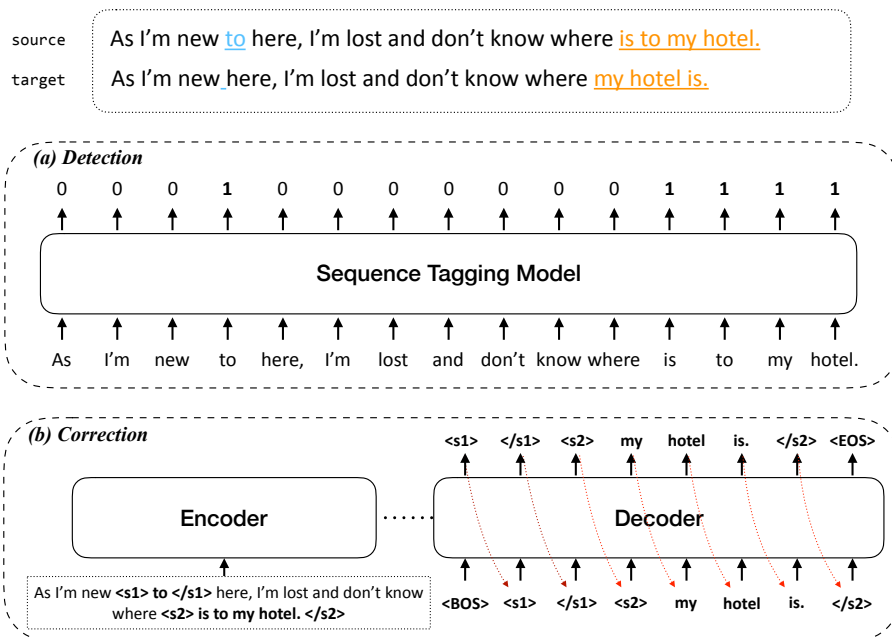 source As I'm new to here, I'm lost and don't know where is to my hotel.
target As I'm new here, I'm lost and don't know where my hotel is.
(a) Detection
0 0 0 1 0 0 0 0 0 0 0 1 1 1 1
Sequence Tagging Model
As I'm new to here, I'm lost and don't know where is to my hotel.
(b) Correction
<s1> </s1> <s2> my hotel is. </s2> <EOS>
Encoder ...... Decoder
As I'm new <s1> to </s1> here, I'm lost and don't know
where <s2> is to my hotel. </s2>
<BOS> <s1> </s1> <s2> my hotel is. </s2>